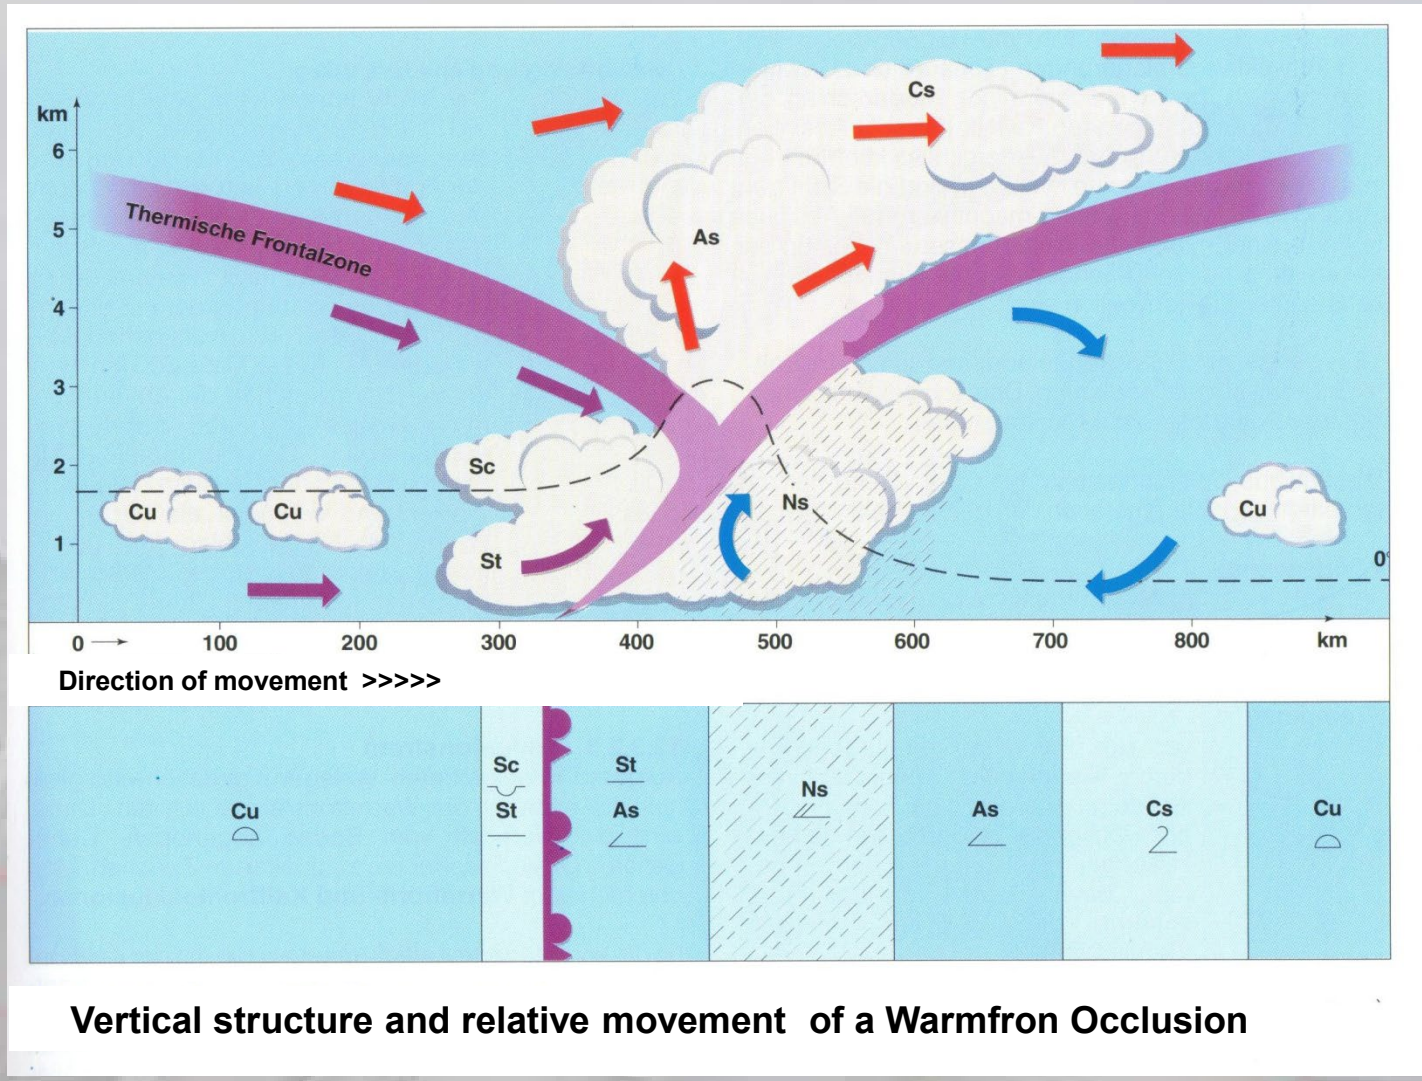 km
6
5
4
3
2
1
Thermische Frontalzone
Cs
As
Sc
Cu
Cu
St
Ns
Cu
0°
0
100
200
300
400
500
600
700
800
km
Direction of movement >>>>>
Cu
Sc
St
St
As
Ns
As
Cs
Cu
Vertical structure and relative movement of a Warmfron Occlusion